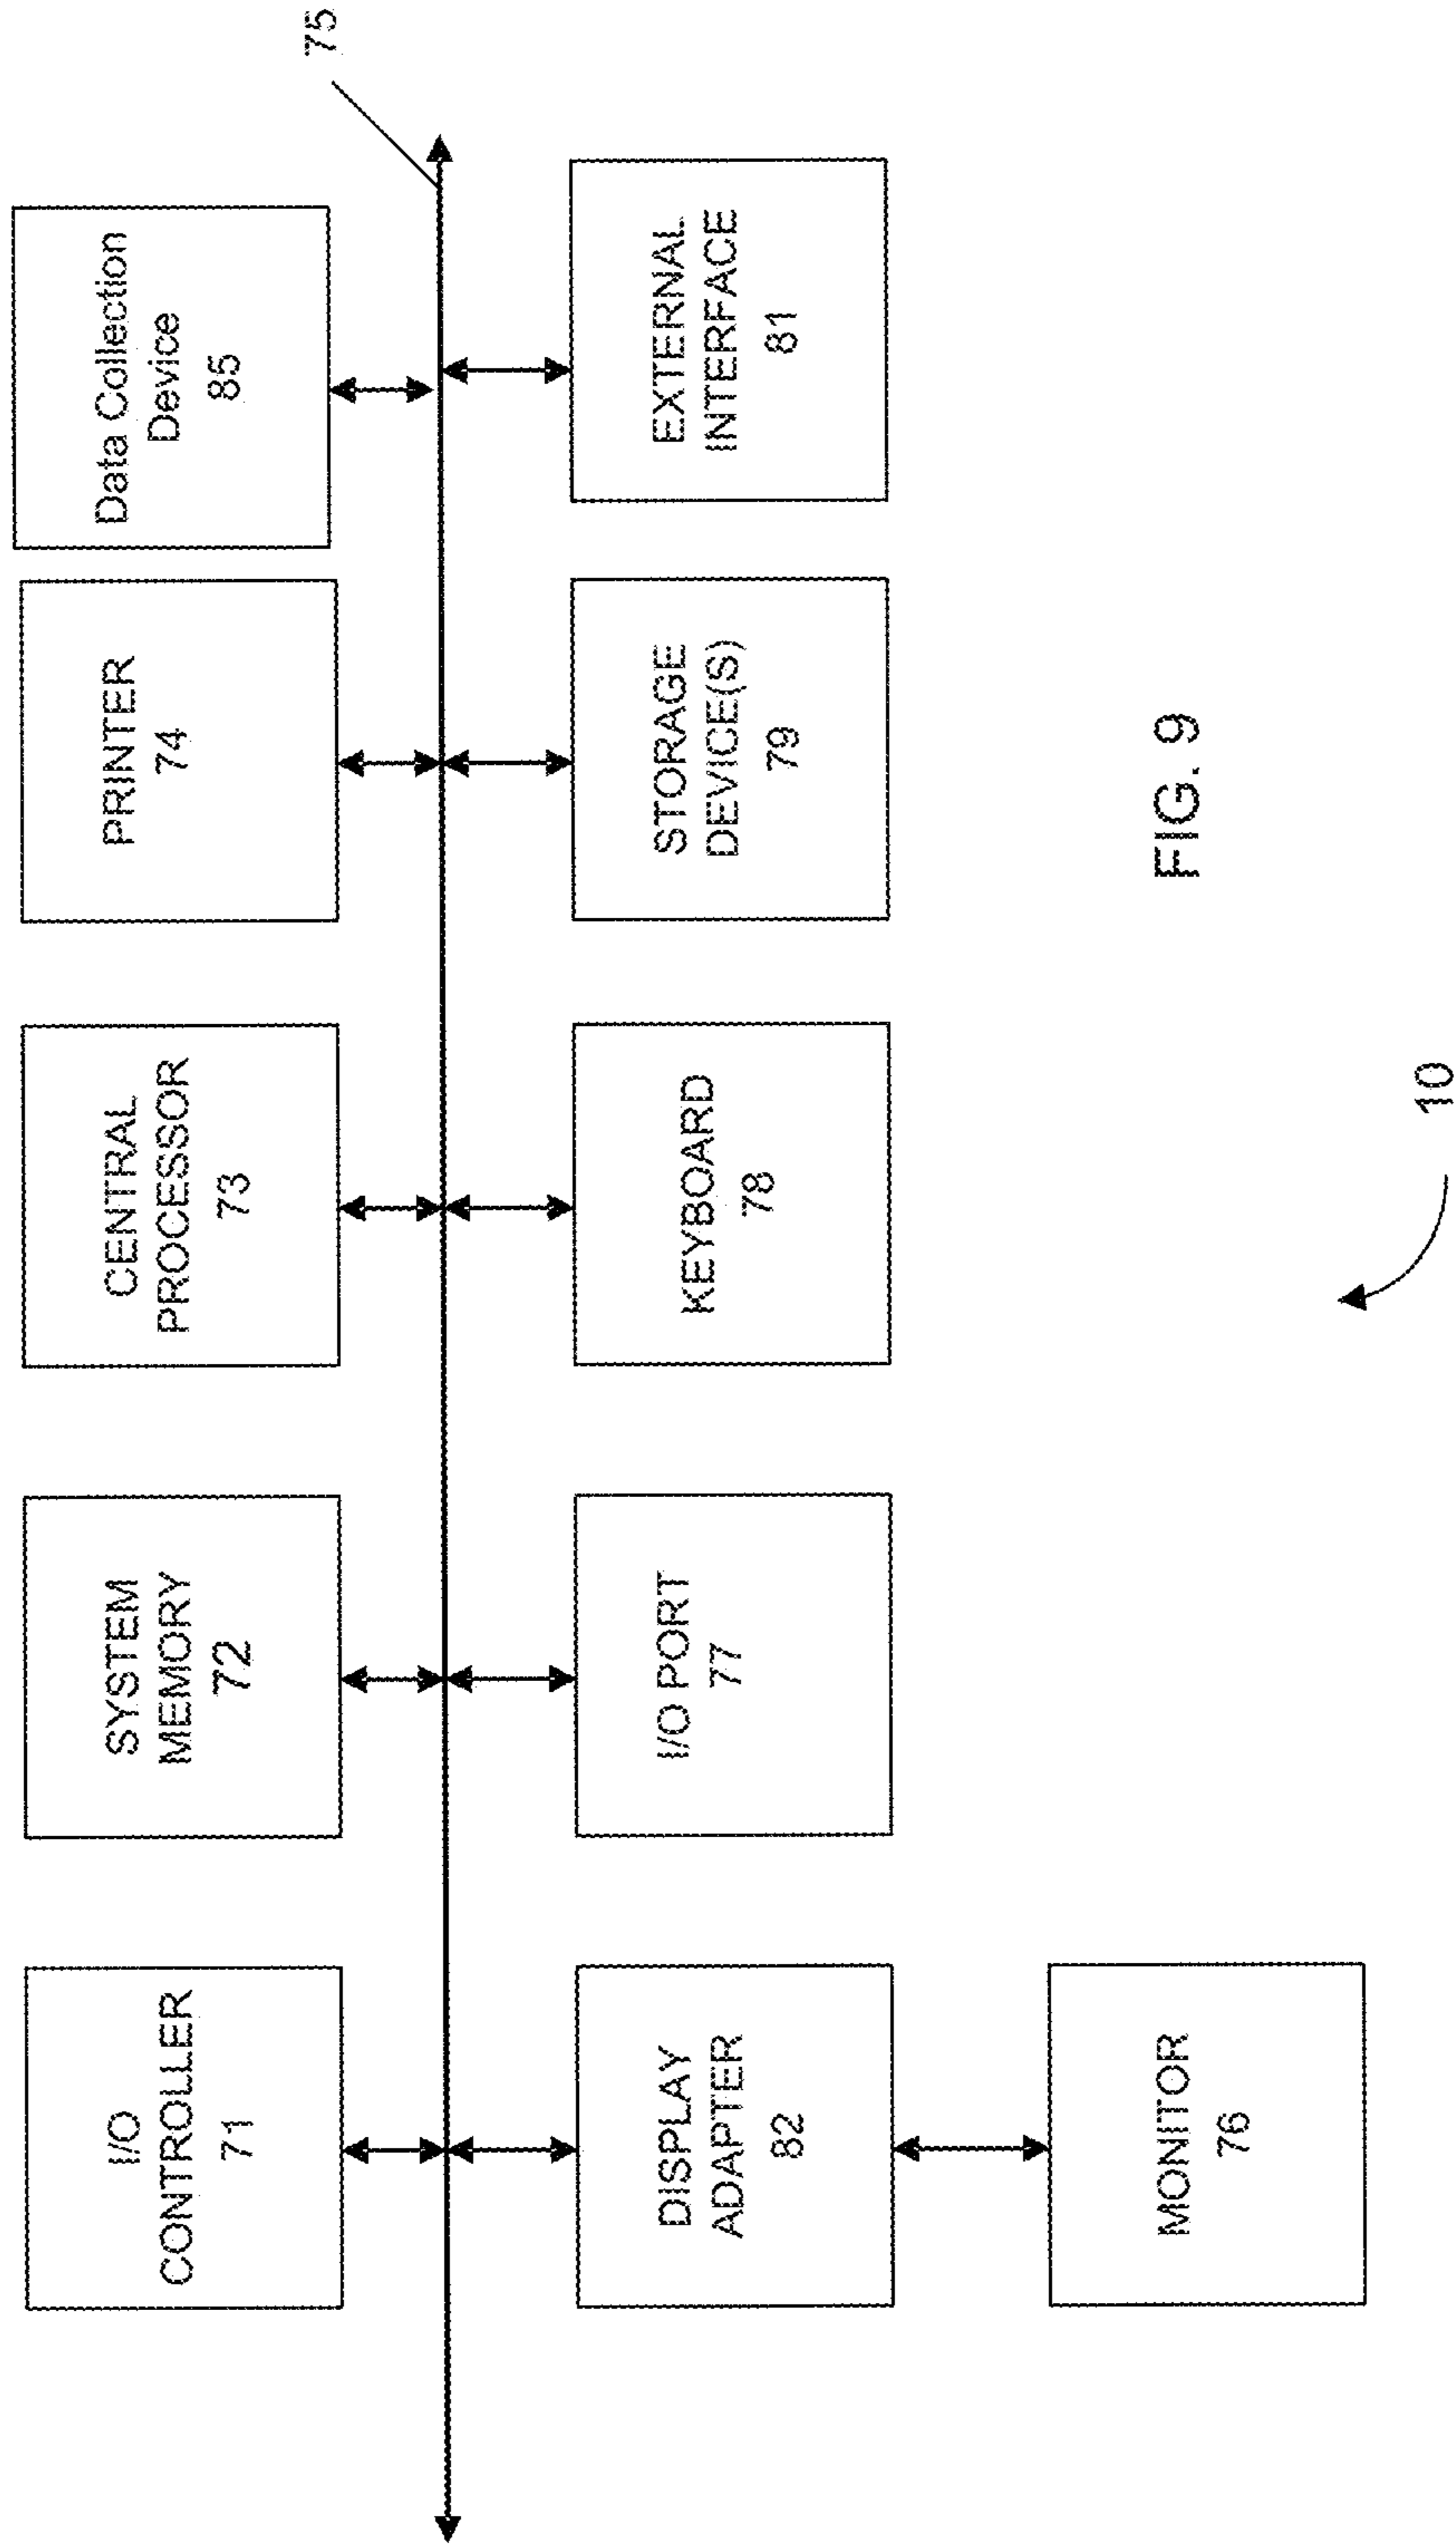 I/O
CONTROLLER
71
SYSTEM
MEMORY
72
CENTRAL
PROCESSOR
73
PRINTER
74
Data Collection
Device
85
75
DISPLAY
ADAPTER
82
I/O PORT
77
KEYBOARD
78
STORAGE
DEVICE(S)
79
EXTERNAL
INTERFACE
81
MONITOR
76
FIG. 9
10